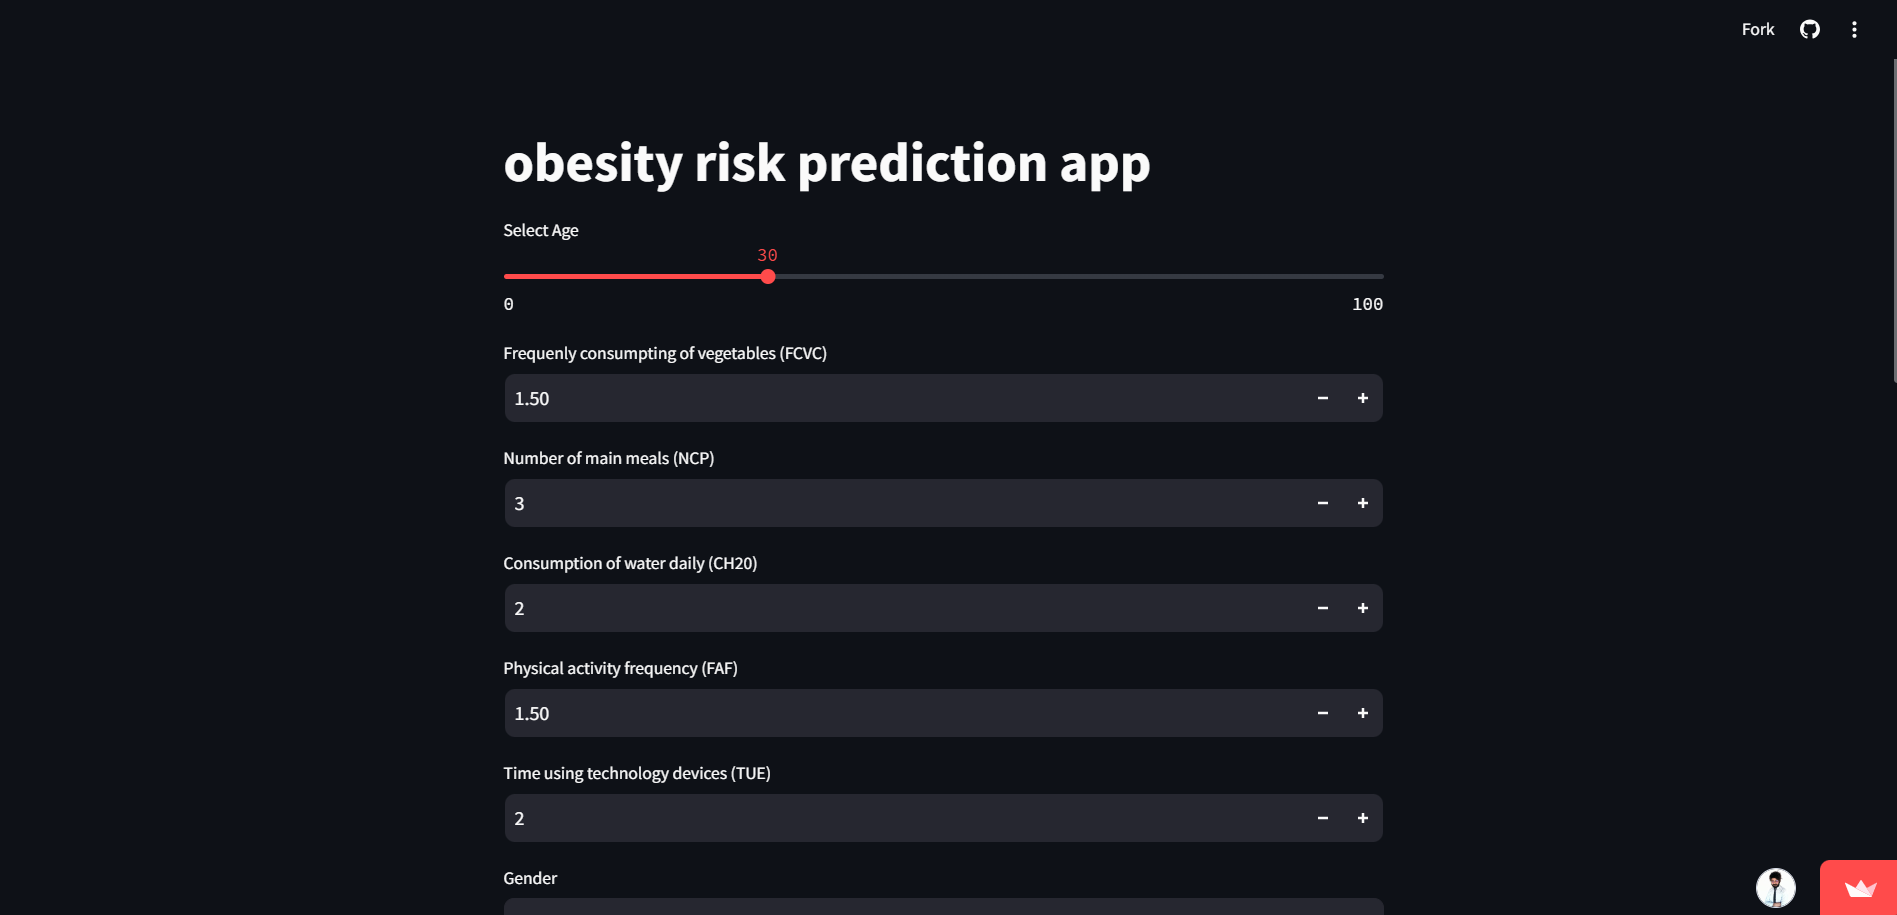 Fork
obesity risk prediction app
Select Age
30
0 100
Frequenly consumpting of vegetables (FCVC)
1.50
Number of main meals (NCP)
3
Consumption of water daily (CH20)
2
Physical activity frequency (FAF)
1.50
Time using technology devices (TUE)
2
Gender